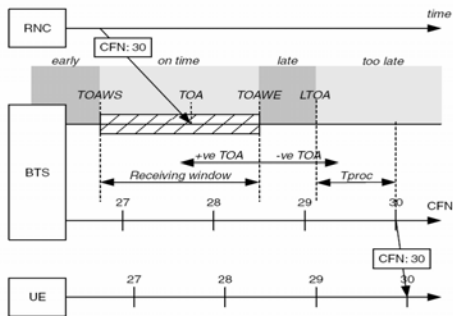 RNC
time
CFN: 30
early
on time
late
too late
TOAWS
TOA
TOAWE
LTOA
BTS
+ve TOA
-ve TOA
Receiving window
Tproc
27
28
29
30
CFN
CFN: 30
UE
27
28
29
30